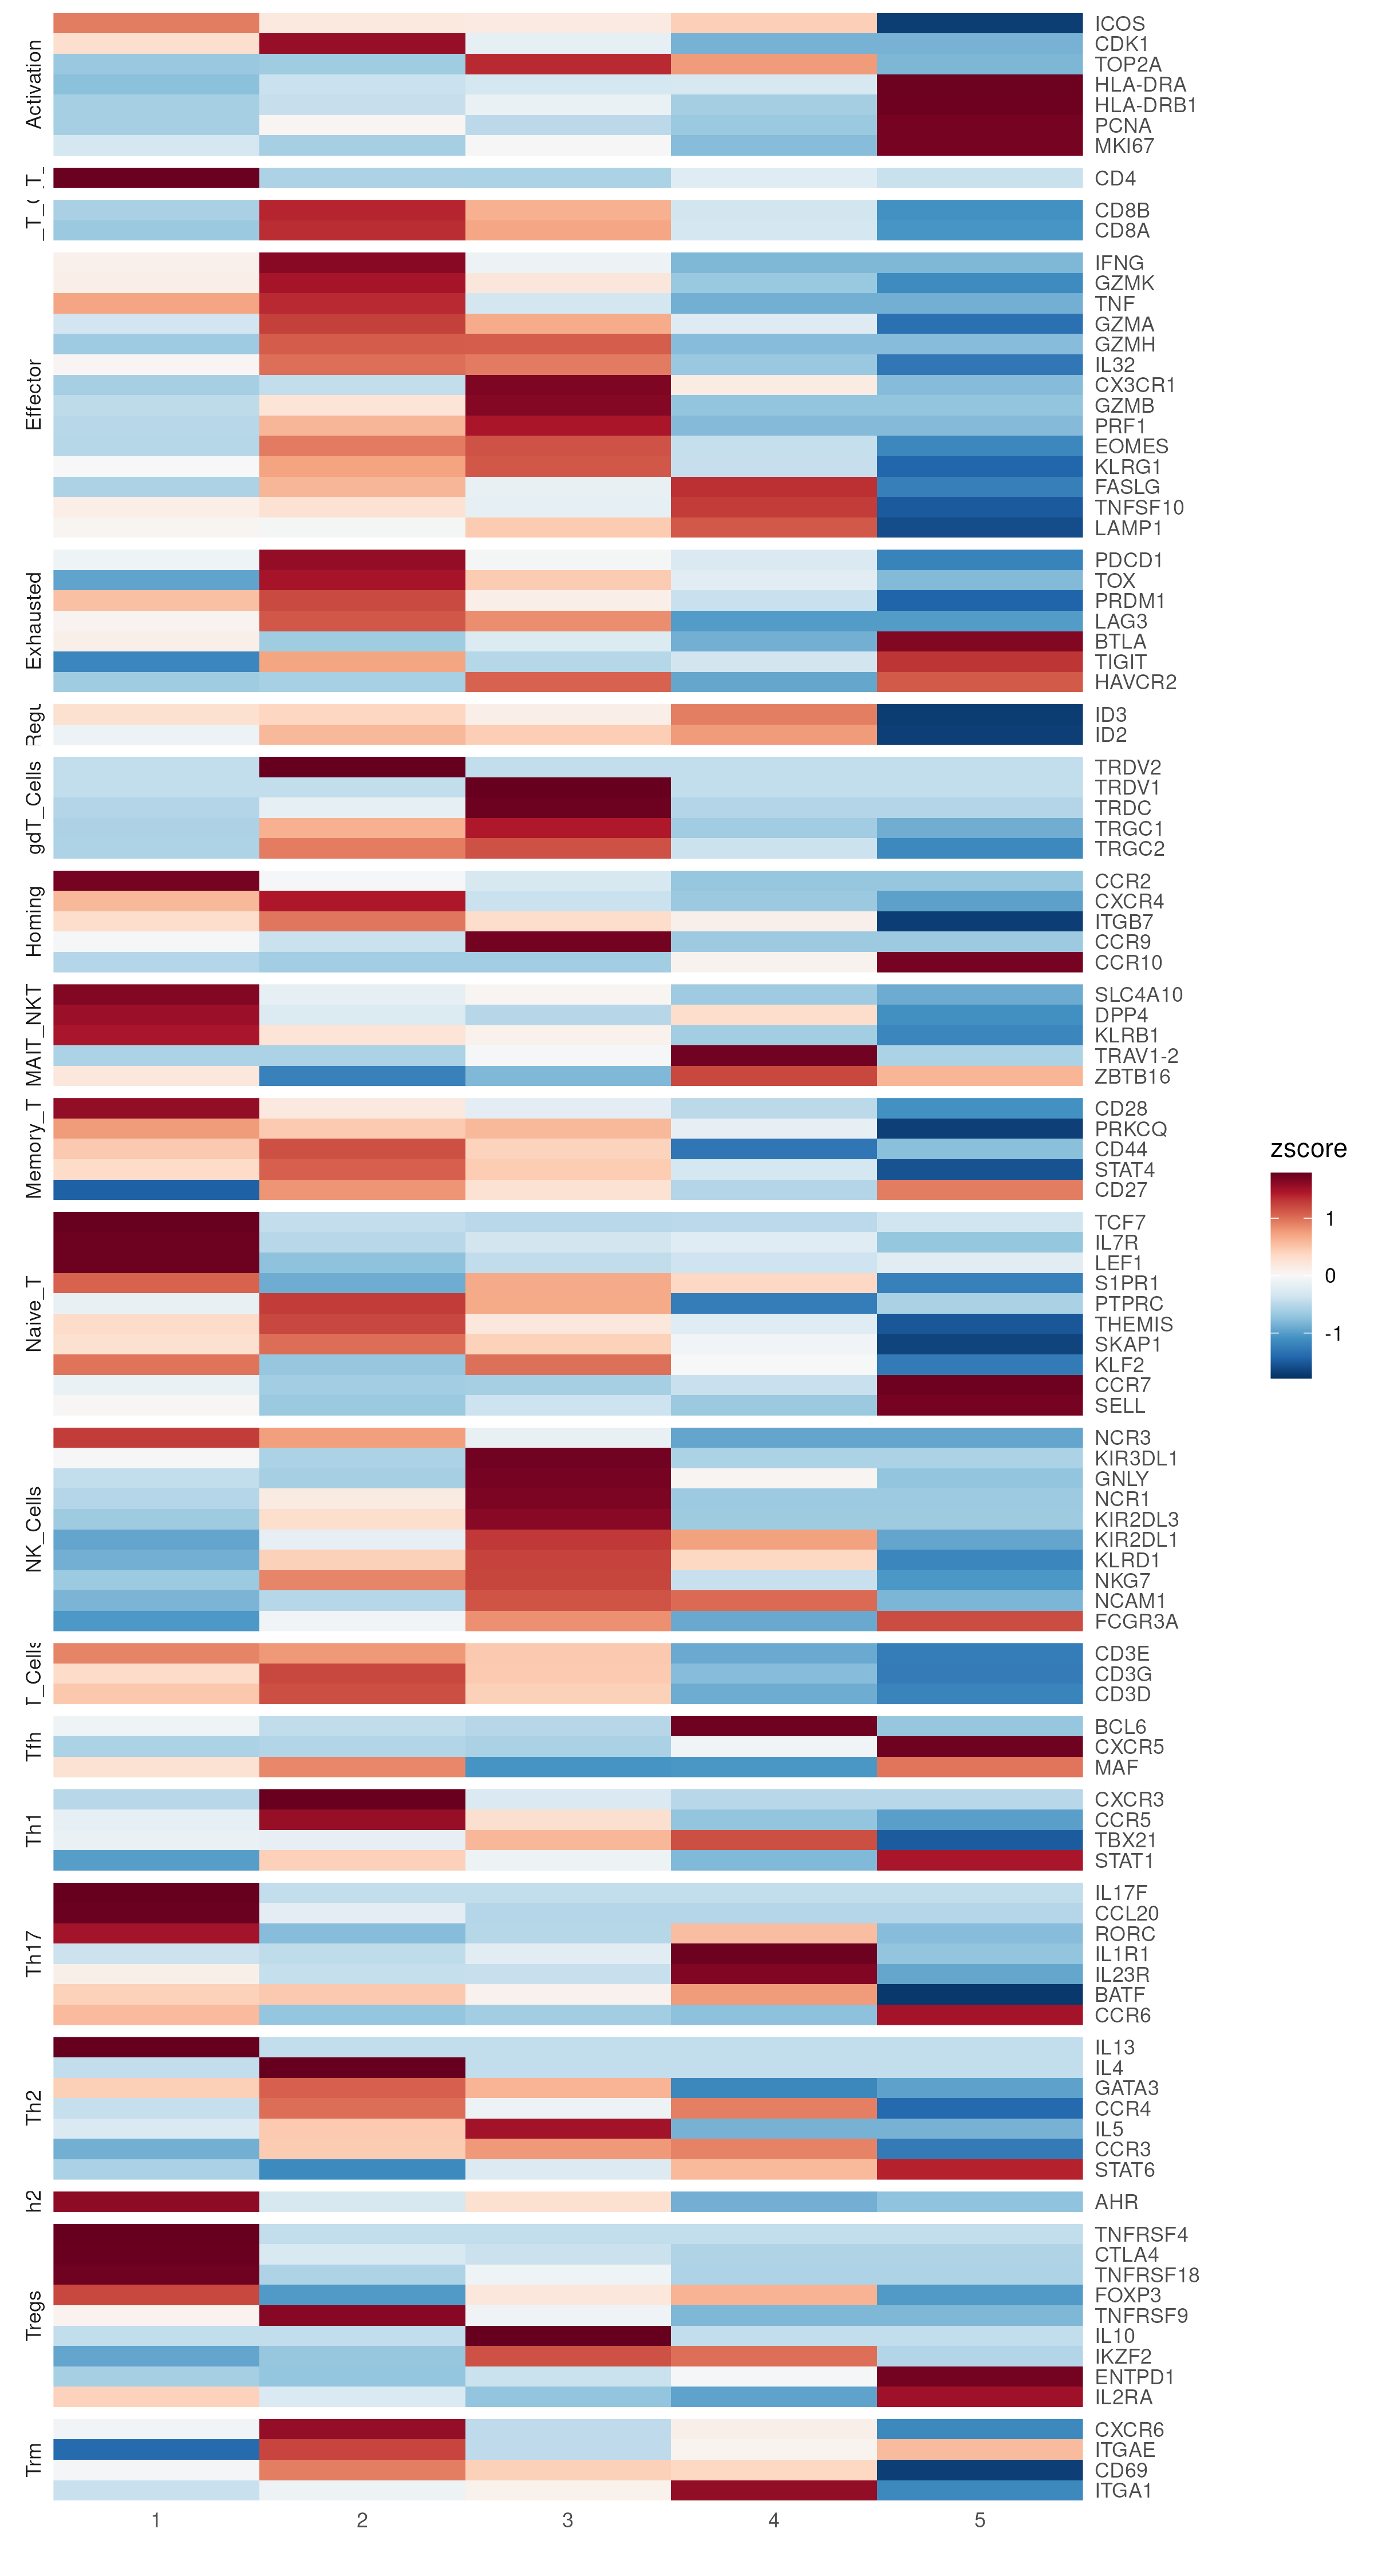 Activation
ICOS
CDK1
TOP2A
HLA-DRA
HLA-DRB1
PCNA
MKI67
CD4
CD8B
CD8A
Effector
IFNG
GZMK
TNF
GZMA
GZMH
IL32
CX3CR1
GZMB
PRF1
EOMES
KLRG1
FASLG
TNFSF10
LAMP1
Exhausted
PDCD1
TOX
PRDM1
LAG3
BTLA
TIGIT
HAVCR2
Regu
ID3
ID2
gdT_Cells
TRDV2
TRDV1
TRDC
TRGC1
TRGC2
Homing
CCR2
CXCR4
ITGB7
CCR9
CCR10
MAIT_NKT
SLC4A10
DPP4
KLRB1
TRAV1-2
ZBTB16
Memory_T
CD28
PRKCQ
CD44
STAT4
CD27
Naive_T
TCF7
IL7R
LEF1
S1PR1
PTPRC
THEMIS
SKAP1
KLF2
CCR7
SELL
NK_Cells
NCR3
KIR3DL1
GNLY
NCR1
KIR2DL3
KIR2DL1
KLRD1
NKG7
NCAM1
FCGR3A
T_Cells
CD3E
CD3G
CD3D
Tfh
BCL6
CXCR5
MAF
Th1
CXCR3
CCR5
TBX21
STAT1
Th17
IL17F
CCL20
RORC
IL1R1
IL23R
BATF
CCR6
Th2
IL13
IL4
GATA3
CCR4
IL5
CCR3
STAT6
h2
AHR
Tregs
TNFRSF4
CTLA4
TNFRSF18
FOXP3
TNFRSF9
IL10
IKZF2
ENTPD1
IL2RA
Trm
CXCR6
ITGAE
CD69
ITGA1
1 2 3 4 5
zscore
1
0
-1